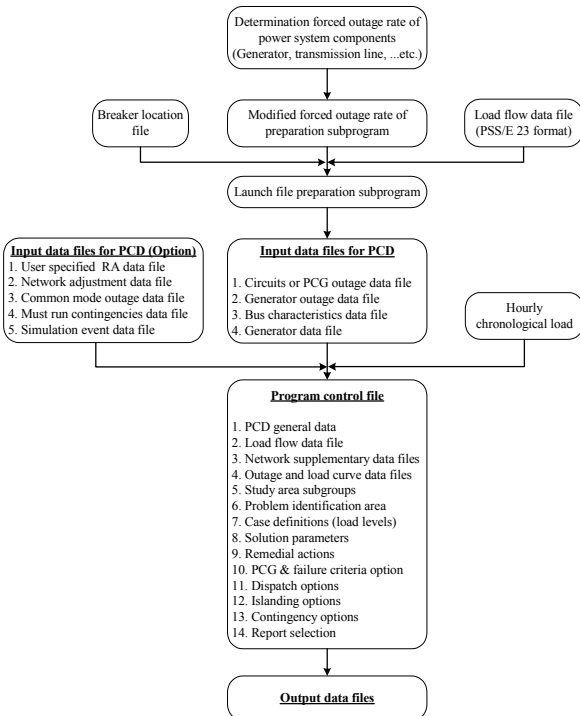 Determination forced outage rate of
power system components
(Generator, transmission line, ...etc.)
Breaker location
file
Modified forced outage rate of
preparation subprogram
Load flow data file
(PSS/E 23 format)
Launch file preparation subprogram
Input data files for PCD (Option)
1. User specified RA data file
2. Network adjustment data file
3. Common mode outage data file
4. Must run contingencies data file
5. Simulation event data file
Input data files for PCD
1. Circuits or PCG outage data file
2. Generator outage data file
3. Bus characteristics data file
4. Generator data file
Hourly
chronological load
Program control file
1. PCD general data
2. Load flow data file
3. Network supplementary data files
4. Outage and load curve data files
5. Study area subgroups
6. Problem identification area
7. Case definitions (load levels)
8. Solution parameters
9. Remedial actions
10. PCG & failure criteria option
11. Dispatch options
12. Islanding options
13. Contingency options
14. Report selection
Output data files